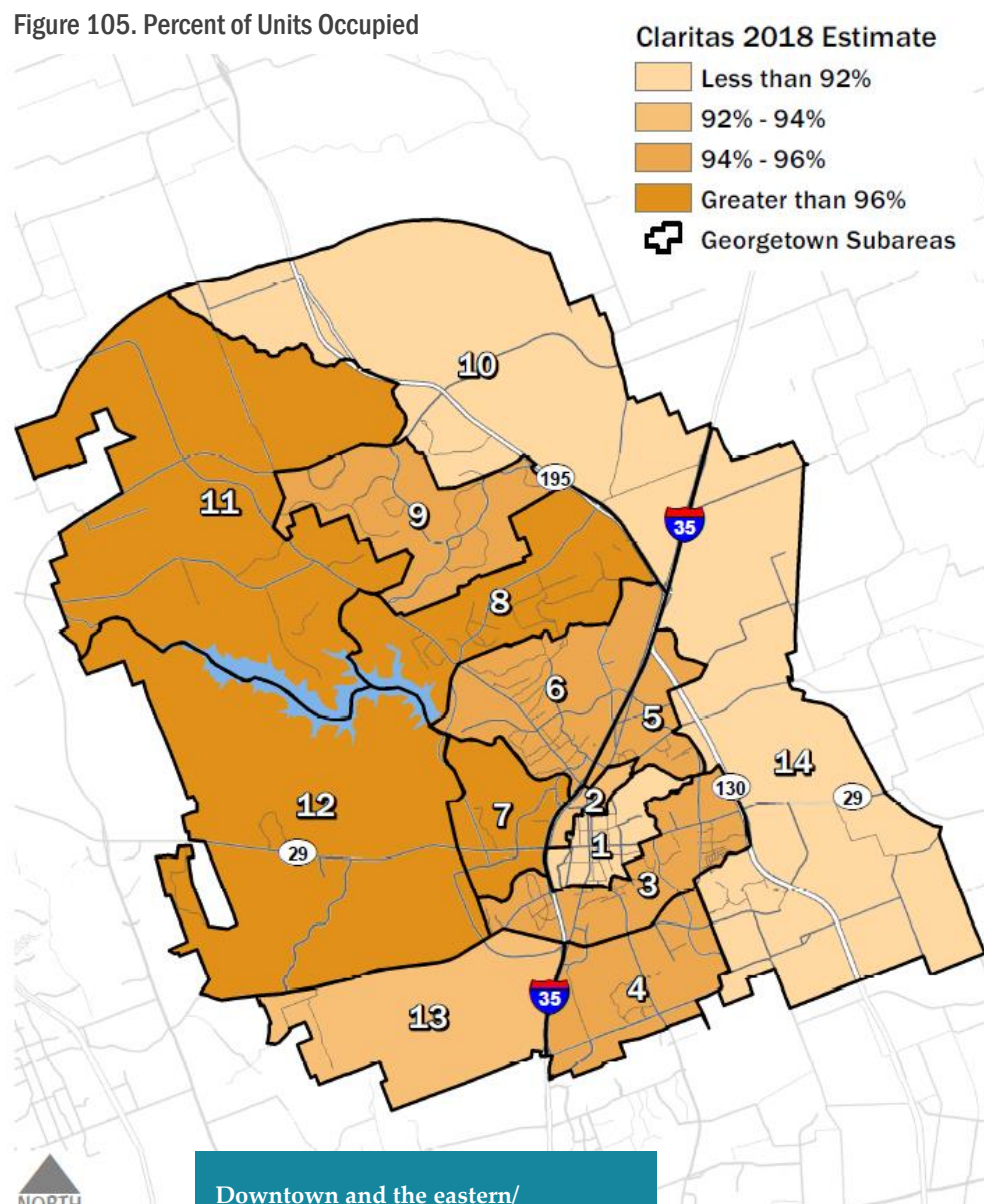 Figure 105. Percent of Units Occupied
Claritas 2018 Estimate
Less than 92%
92% - 94%
94% - 96%
Greater than 96%
Georgetown Subareas
10
195
11
9
35
8
6
5
14
2
130
12
7
29
1
29
3
4
35
13
NORTH
Downtown and the eastern/